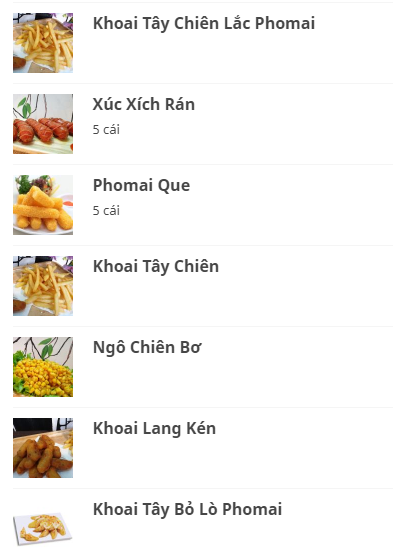 Khoai Tây Chiên Lắc Phomai
Xúc Xích Rán
5 cái
Phomai Que
5 cái
Khoai Tây Chiên
Ngô Chiên Bơ
Khoai Lang Kén
Khoai Tây Bỏ Lò Phomai